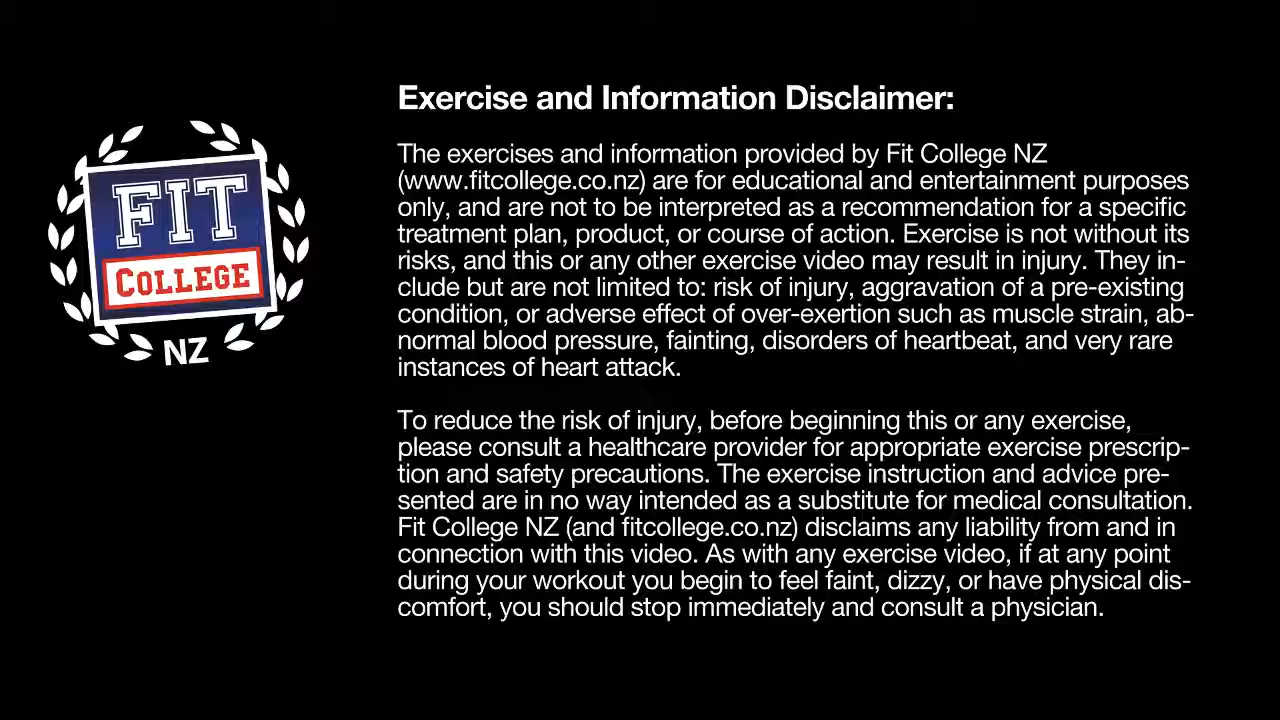 FIT
COLLEGE
NZ
Exercise and Information Disclaimer:
The exercises and information provided by Fit College NZ
(www.fitcollege.co.nz) are for educational and entertainment purposes
only, and are not to be interpreted as a recommendation for a specific
treatment plan, product, or course of action. Exercise is not without its
risks, and this or any other exercise video may result in injury. They in-
clude but are not limited to: risk of injury, aggravation of a pre-existing
condition, or adverse effect of over-exertion such as muscle strain, ab-
normal blood pressure, fainting, disorders of heartbeat, and very rare
instances of heart attack.
To reduce the risk of injury, before beginning this or any exercise,
please consult a healthcare provider for appropriate exercise prescrip-
tion and safety precautions. The exercise instruction and advice pre-
sented are in no way intended as a substitute for medical consultation.
Fit College NZ (and fitcollege.co.nz) disclaims any liability from and in
connection with this video. As with any exercise video, if at any point
during your workout you begin to feel faint, dizzy, or have physical dis-
comfort, you should stop immediately and consult a physician.